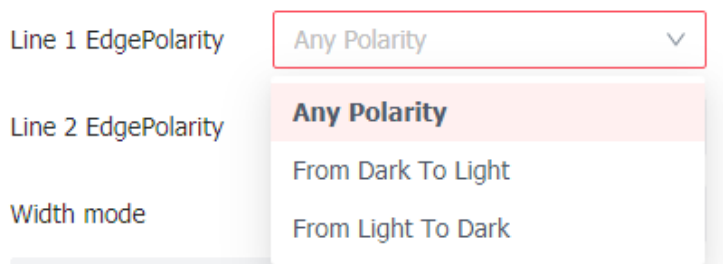 Line 1 EdgePolarity
Any Polarity
Any Polarity
Line 2 EdgePolarity
From Dark To Light
Width mode
From Light To Dark